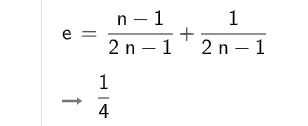 e = (n − 1)/(2 n − 1) + 1/(2 n − 1)
→ 1/4